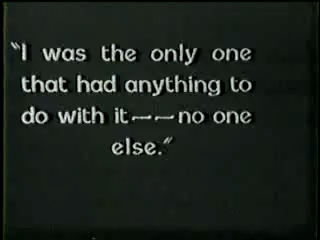 "I was the only one
that had anything to
do with it——no one
else."